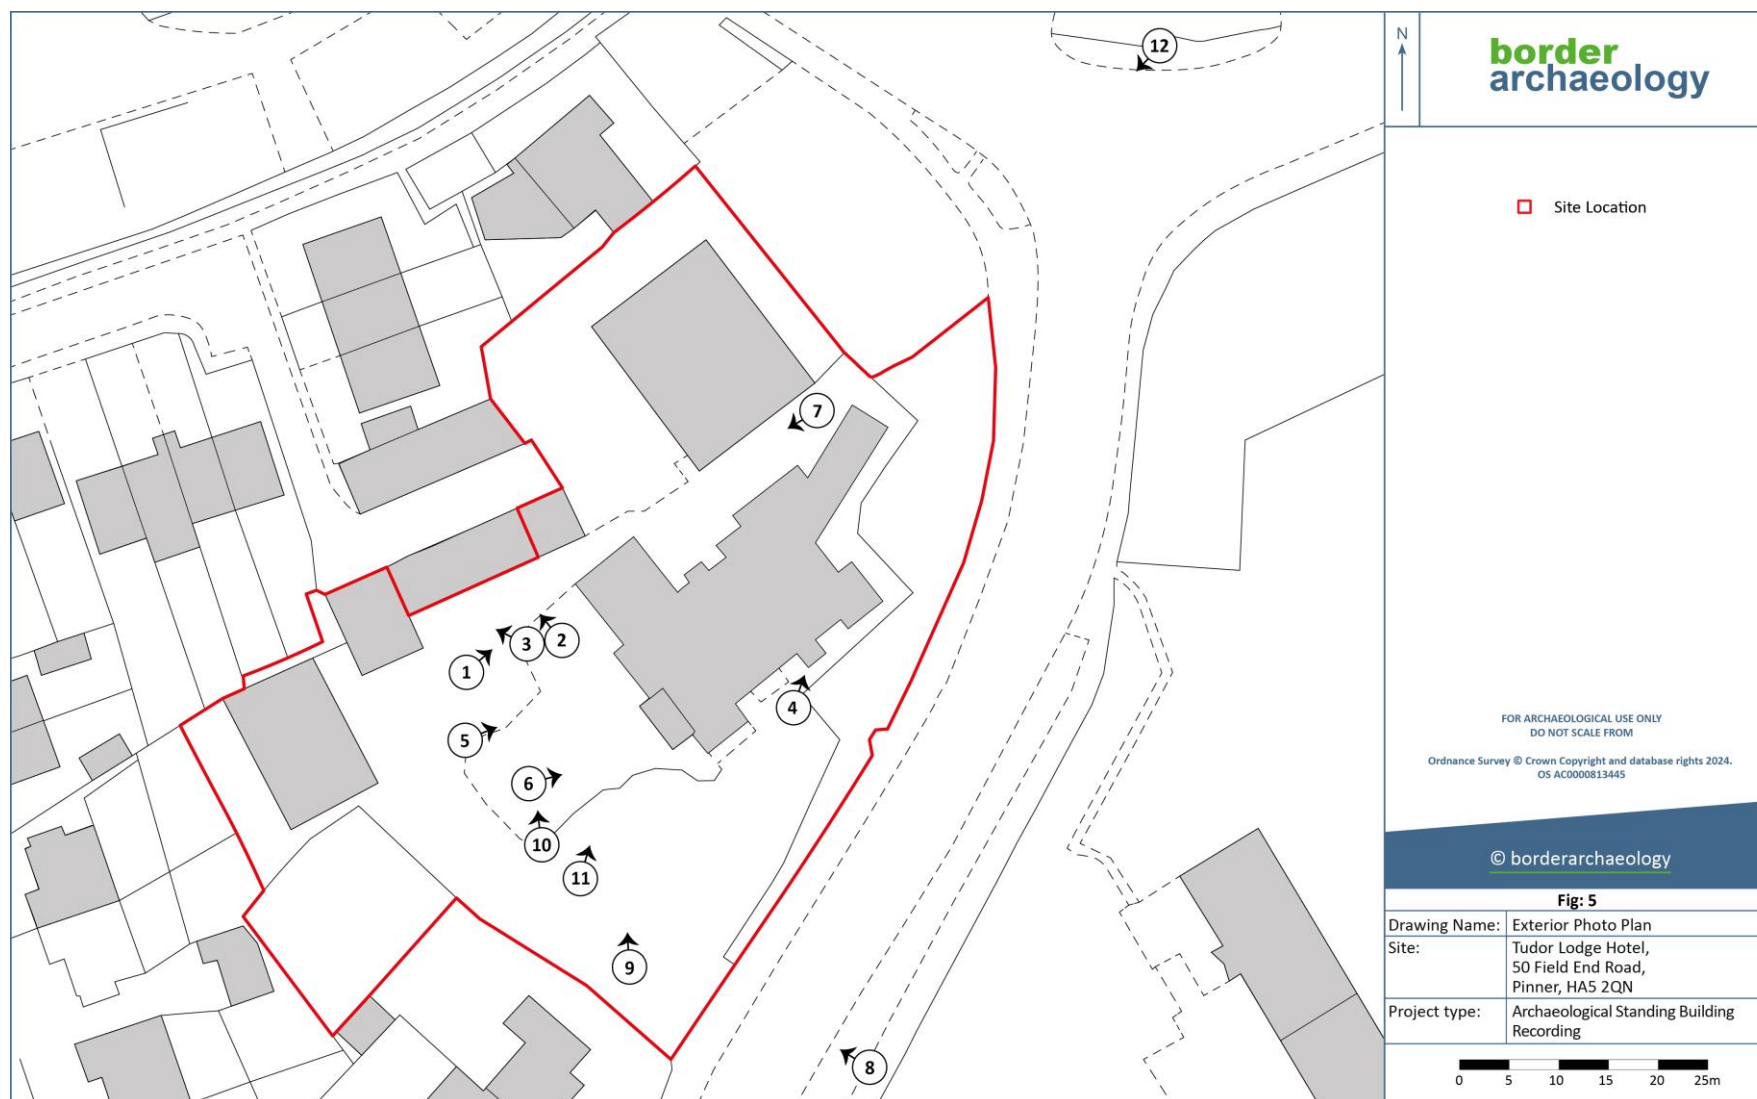 12
7
3
2
1
4
5
6
10
11
9
8
N
border
archaeology
Site Location
FOR ARCHAEOLOGICAL USE ONLY
DO NOT SCALE FROM
Ordnance Survey © Crown Copyright and database rights 2024.
OS AC0000813445
© borderarchaeology
Fig: 5
Drawing Name: Exterior Photo Plan
Site: Tudor Lodge Hotel,
50 Field End Road,
Pinner, HA5 2QN
Project type: Archaeological Standing Building
Recording
0 5 10 15 20 25m